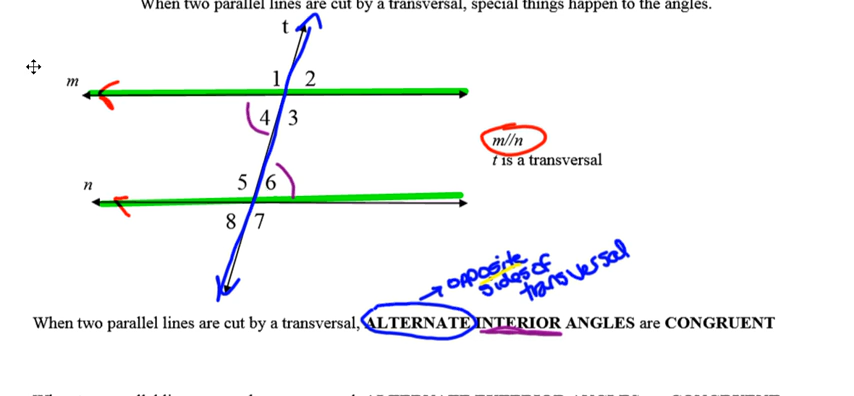 When two parallel lines are cut by a transversal, special things happen to the angles.
t
1 2
m
4 3
m//n
t is a transversal
n
5 6
8 7
opposite
sides of
transversal
When two parallel lines are cut by a transversal, ALTERNATE INTERIOR ANGLES are CONGRUENT